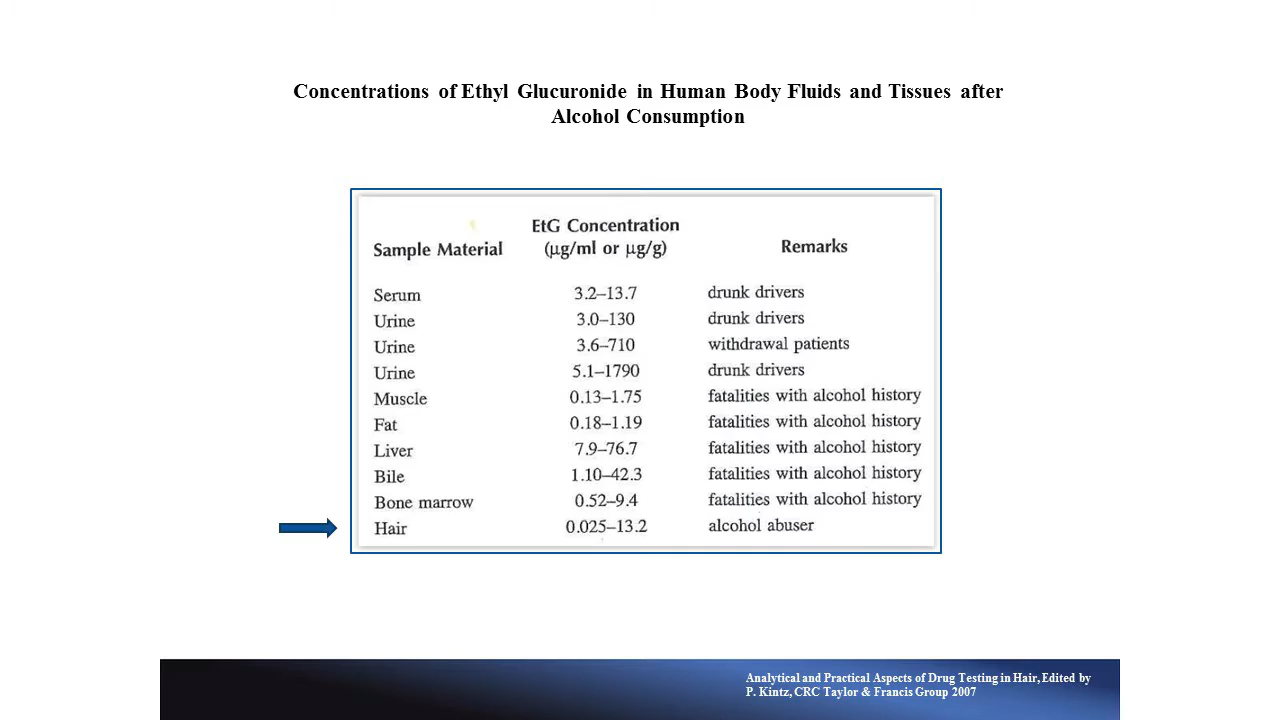 Concentrations of Ethyl Glucuronide in Human Body Fluids and Tissues after
Alcohol Consumption
EtG Concentration
Sample Material (μg/ml or μg/g) Remarks
Serum 3.2–13.7 drunk drivers
Urine 3.0–130 drunk drivers
Urine 3.6–710 withdrawal patients
Urine 5.1–1790 drunk drivers
Muscle 0.13–1.75 fatalities with alcohol history
Fat 0.18–1.19 fatalities with alcohol history
Liver 7.9–76.7 fatalities with alcohol history
Bile 1.10–42.3 fatalities with alcohol history
Bone marrow 0.52–9.4 fatalities with alcohol history
Hair 0.025–13.2 alcohol abuser
Analytical and Practical Aspects of Drug Testing in Hair, Edited by
P. Kintz, CRC Taylor & Francis Group 2007